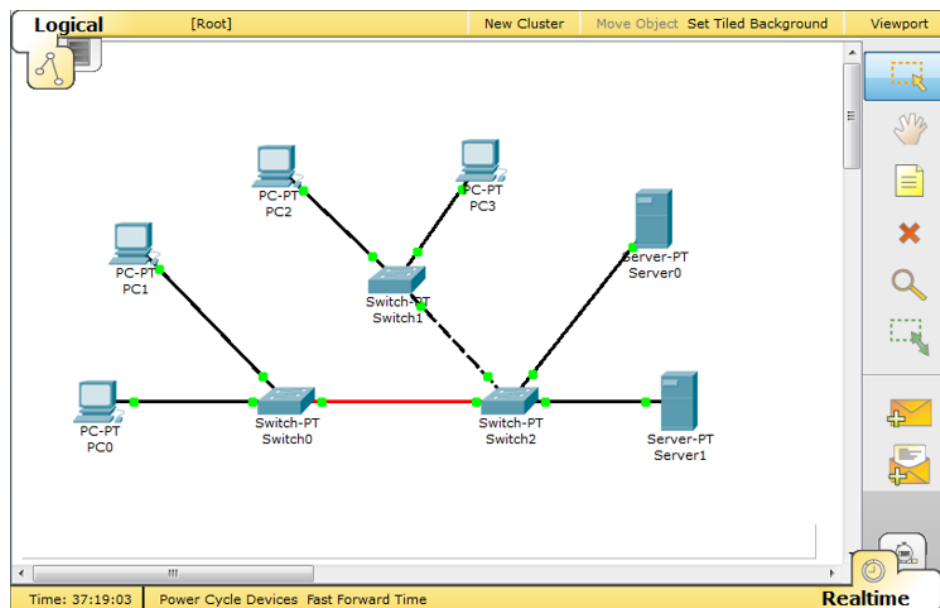 Logical
[Root]
New Cluster
Move Object
Set Tiled Background
Viewport
PC-PT
PC2
PC-PT
PC3
Server-PT
Server0
PC-PT
PC1
Switch-PT
Switch1
PC-PT
PC0
Switch-PT
Switch0
Switch-PT
Switch2
Server-PT
Server1
Time: 37:19:03
Power Cycle Devices
Fast Forward Time
Realtime